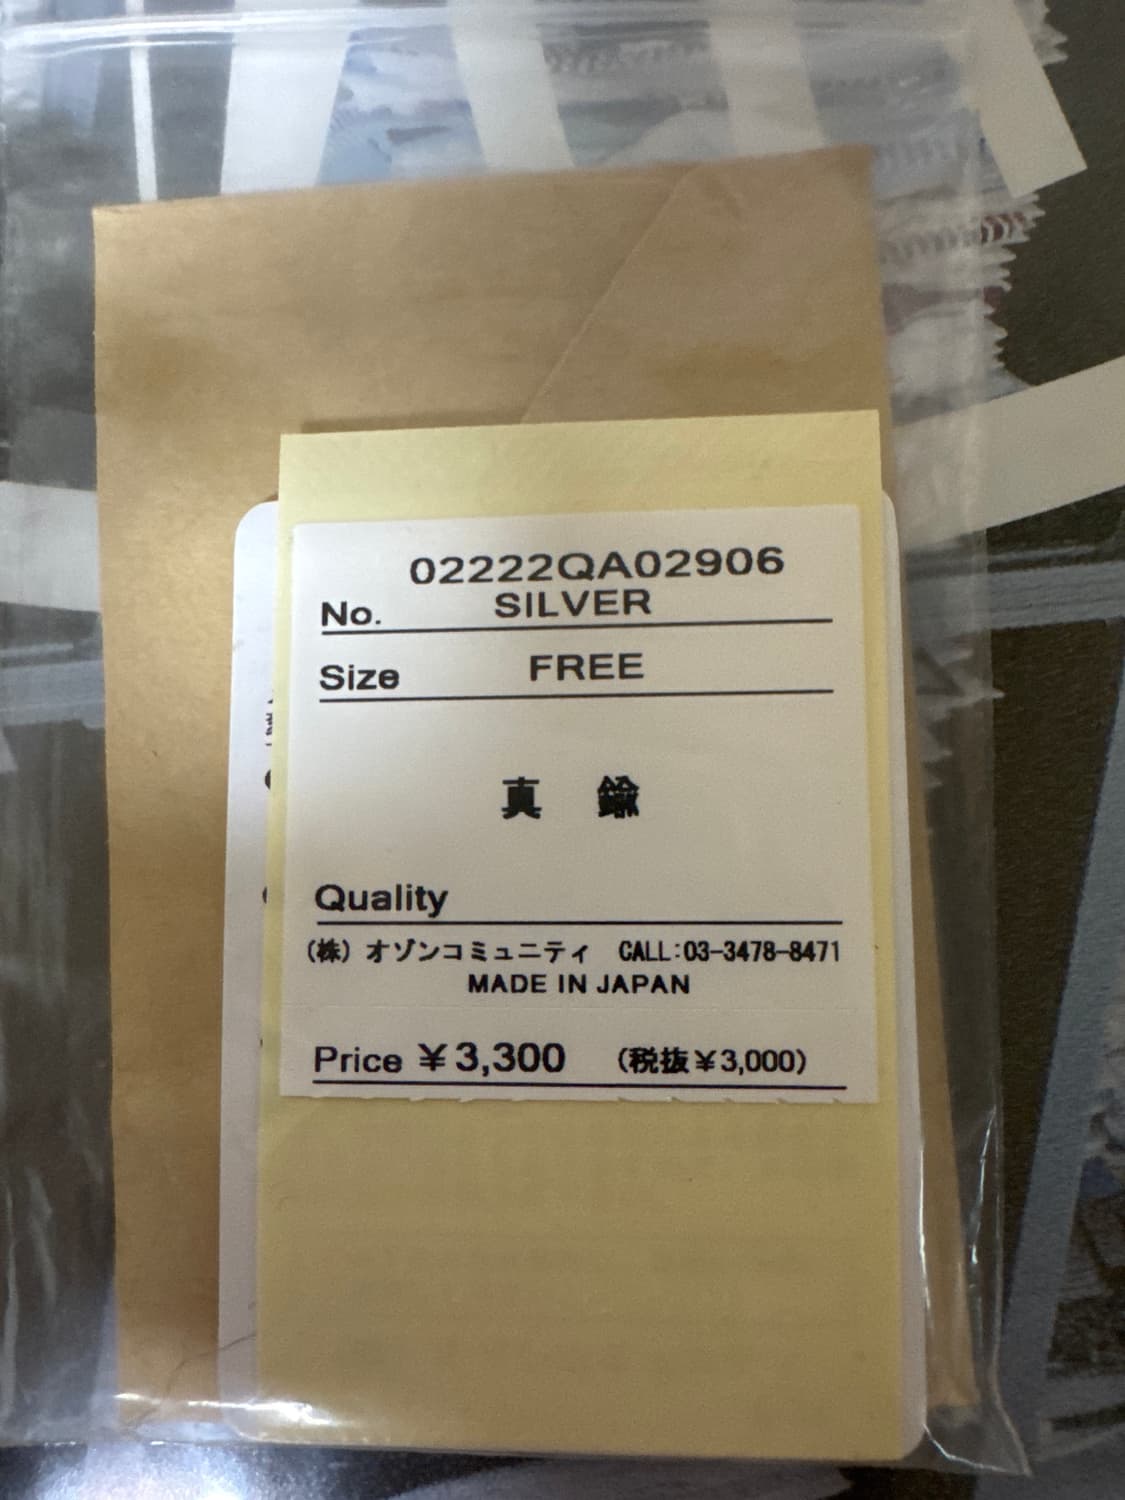 02222QA02906
No. SILVER
Size FREE
真 鍮
Quality
(株) オゾンコミュニティ CALL:03-3478-8471
MADE IN JAPAN
Price ¥3,300 (税抜¥3,000)